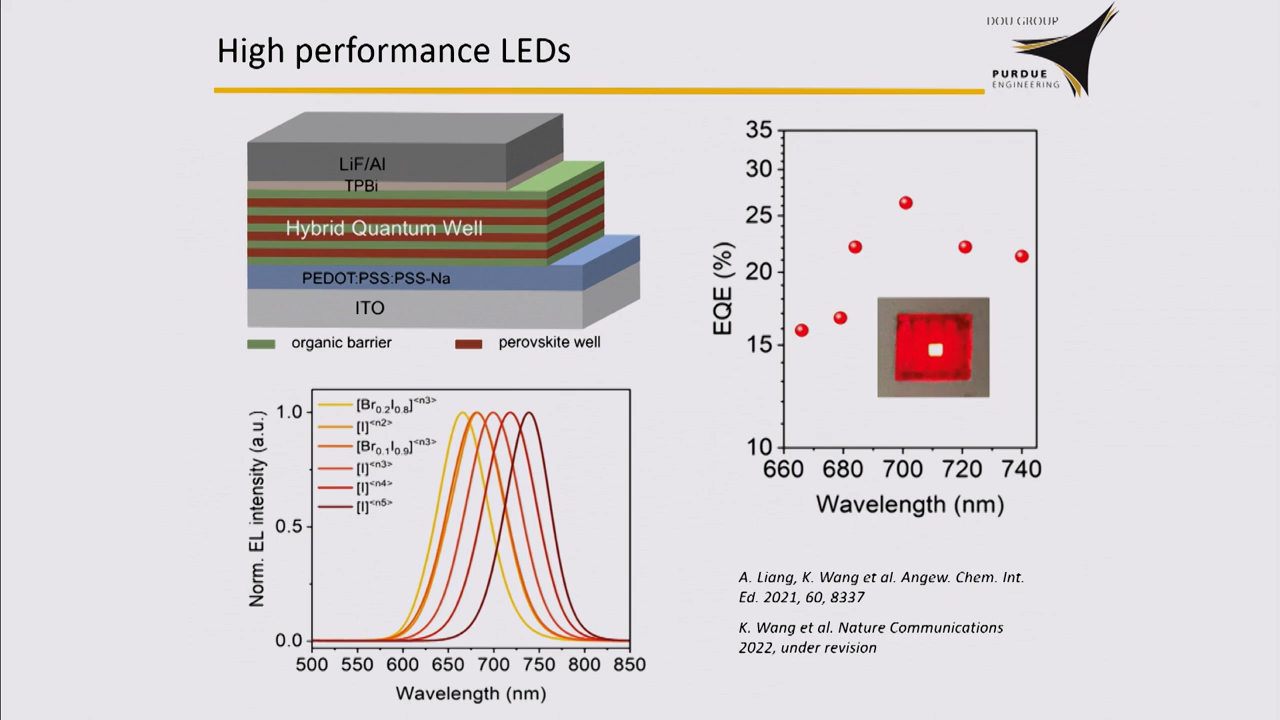 High performance LEDs
DOU GROUP
PURDUE
ENGINEERING
LiF/Al
TPBi
Hybrid Quantum Well
PEDOT:PSS:PSS-Na
ITO
organic barrier
perovskite well
Norm. EL intensity (a.u.)
1.0
0.5
0.0
[Br0.2I0.8]<n3>
[I]<n2>
[Br0.1I0.9]<n3>
[I]<n3>
[I]<n4>
[I]<n5>
500 550 600 650 700 750 800 850
Wavelength (nm)
EQE (%)
35
30
25
20
15
10
660 680 700 720 740
Wavelength (nm)
A. Liang, K. Wang et al. Angew. Chem. Int.
Ed. 2021, 60, 8337
K. Wang et al. Nature Communications
2022, under revision